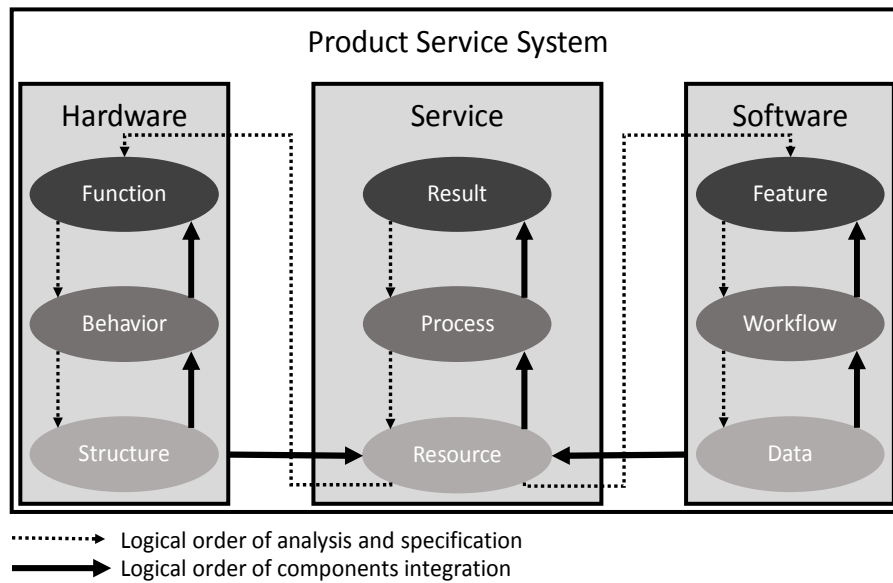 Product Service System
Hardware
Service
Software
Function
Result
Feature
Behavior
Process
Workflow
Structure
Resource
Data
Logical order of analysis and specification
Logical order of components integration